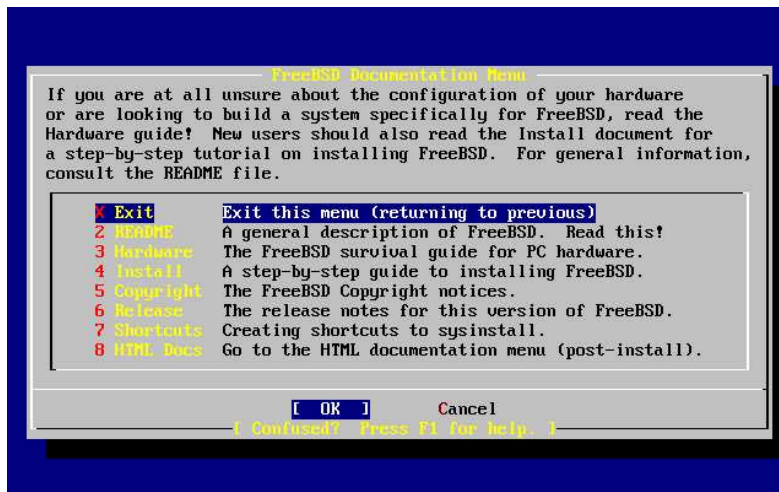 FreeBSD Documentation Menu
If you are at all unsure about the configuration of your hardware
or are looking to build a system specifically for FreeBSD, read the
Hardware guide!  New users should also read the Install document for
a step-by-step tutorial on installing FreeBSD.  For general information,
consult the README file.
X Exit Exit this menu (returning to previous)
2 README A general description of FreeBSD.  Read this!
3 Hardware The FreeBSD survival guide for PC hardware.
4 Install A step-by-step guide to installing FreeBSD.
5 Copyright The FreeBSD Copyright notices.
6 Release The release notes for this version of FreeBSD.
7 Shortcuts Creating shortcuts to sysinstall.
8 HTML Docs Go to the HTML documentation menu (post-install).
[ OK ] Cancel
[ Confused?  Press F1 for help. ]